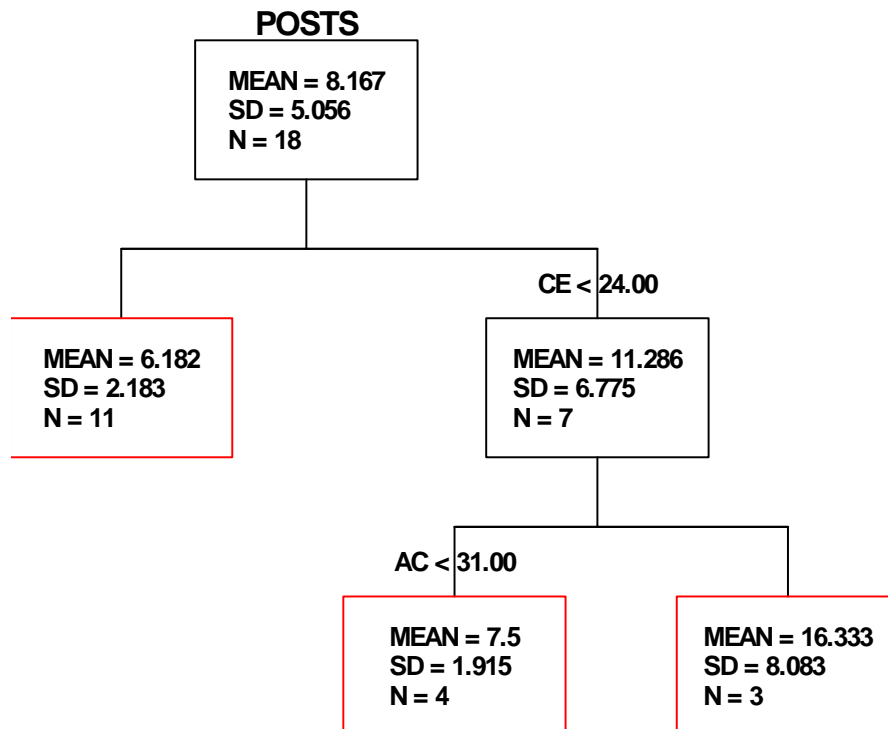 POSTS
MEAN = 8.167
SD = 5.056
N = 18
CE < 24.00
MEAN = 6.182
SD = 2.183
N = 11
MEAN = 11.286
SD = 6.775
N = 7
AC < 31.00
MEAN = 7.5
SD = 1.915
N = 4
MEAN = 16.333
SD = 8.083
N = 3